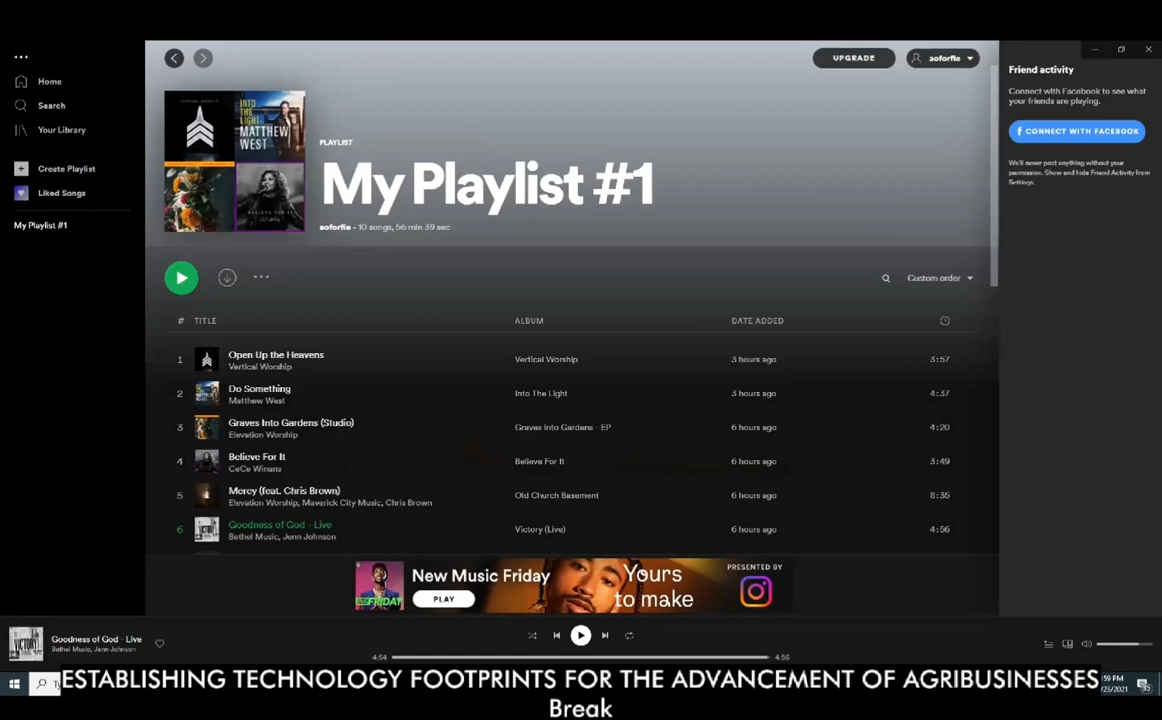 Home
Search
Your Library
Create Playlist
Liked Songs
My Playlist #1
UPGRADE
aoforfie
INTO THE LIGHT
MATTHEW WEST
PLAYLIST
My Playlist #1
aoforfie • 10 songs, 56 min 39 sec
Custom order
# TITLE ALBUM DATE ADDED
1 Open Up the Heavens Vertical Worship 3 hours ago 3:57
Vertical Worship
2 Do Something Into The Light 3 hours ago 4:37
Matthew West
3 Graves Into Gardens (Studio) Graves Into Gardens - EP 6 hours ago 4:20
Elevation Worship
4 Believe For It Believe For It 6 hours ago 3:49
CeCe Winans
5 Mercy (feat. Chris Brown) Old Church Basement 6 hours ago 8:35
Elevation Worship, Maverick City Music, Chris Brown
6 Goodness of God - Live Victory (Live) 6 hours ago 4:56
Bethel Music, Jenn Johnson
New Music Friday
PLAY
Yours
to make
PRESENTED BY
Friend activity
Connect with Facebook to see what
your friends are playing.
CONNECT WITH FACEBOOK
We'll never post anything without your
permission. Show and hide Friend Activity from
Settings.
Goodness of God - Live
Bethel Music, Jenn Johnson
4:54 4:56
ESTABLISHING TECHNOLOGY FOOTPRINTS FOR THE ADVANCEMENT OF AGRIBUSINESSES
Break